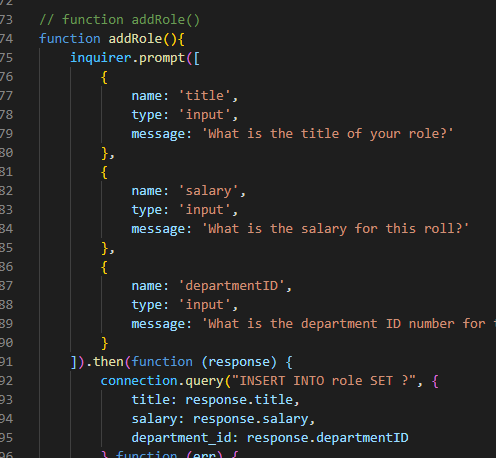 73 // function addRole()
74 function addRole(){
75 inquirer.prompt([
76 {
77 name: 'title',
78 type: 'input',
79 message: 'What is the title of your role?'
80 },
81 {
82 name: 'salary',
83 type: 'input',
84 message: 'What is the salary for this roll?'
85 },
86 {
87 name: 'departmentID',
88 type: 'input',
89 message: 'What is the department ID number for
90 }
91 ]).then(function (response) {
92 connection.query("INSERT INTO role SET ?", {
93 title: response.title,
94 salary: response.salary,
95 department_id: response.departmentID
96 } function (err) {